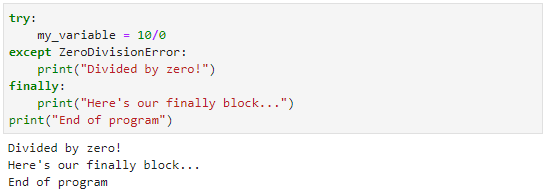 try:
    my_variable = 10/0
except ZeroDivisionError:
    print("Divided by zero!")
finally:
    print("Here's our finally block...")
print("End of program")
Divided by zero!
Here's our finally block...
End of program